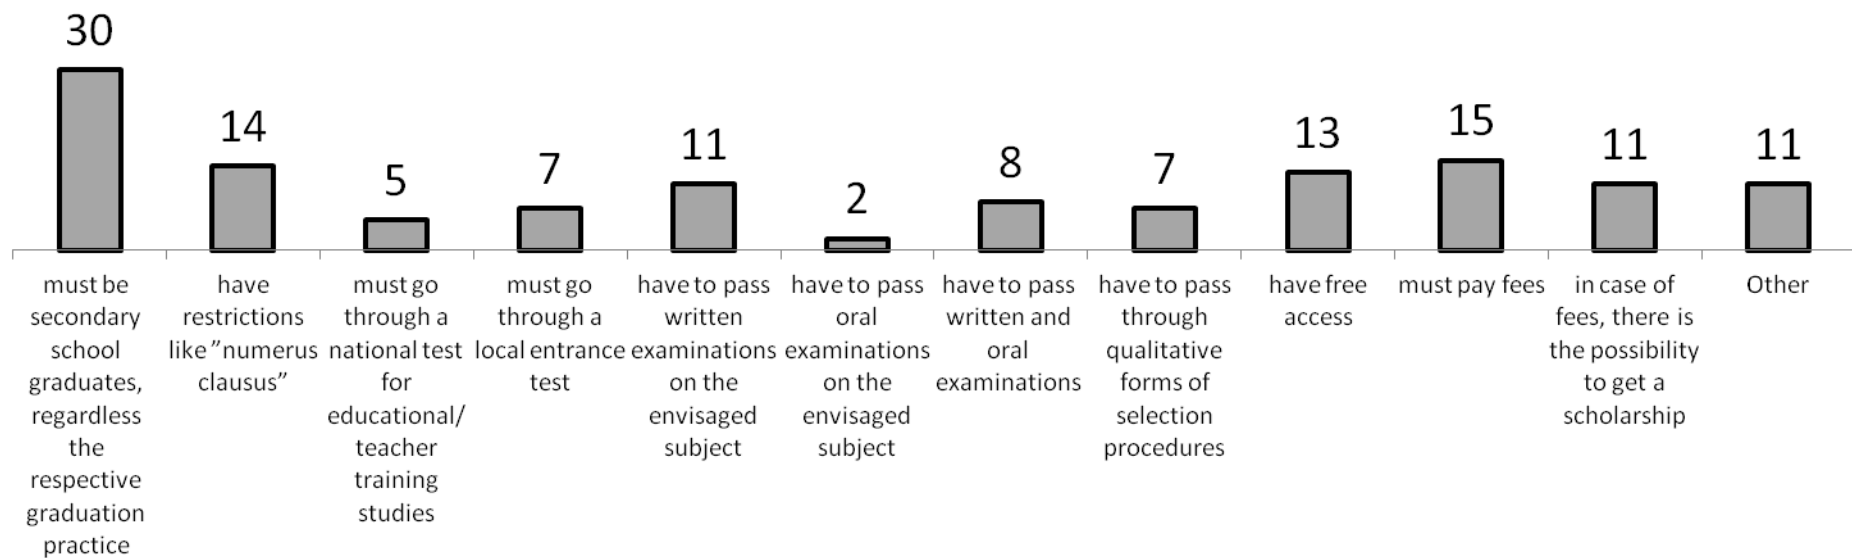 30
14
5
7
11
2
8
7
13
15
11
11
must be
secondary
school
graduates,
regardless
the
respective
graduation
practice
have
restrictions
like ”numerus
clausus”
must go
through a
national test
for
educational/
teacher
training
studies
must go
through a
local entrance
test
have to pass
written
examinations
on the
envisaged
subject
have to pass
oral
examinations
on the
envisaged
subject
have to pass
written and
oral
examinations
have to pass
through
qualitative
forms of
selection
procedures
have free
access
must pay fees
in case of
fees, there is
the possibility
to get a
scholarship
Other